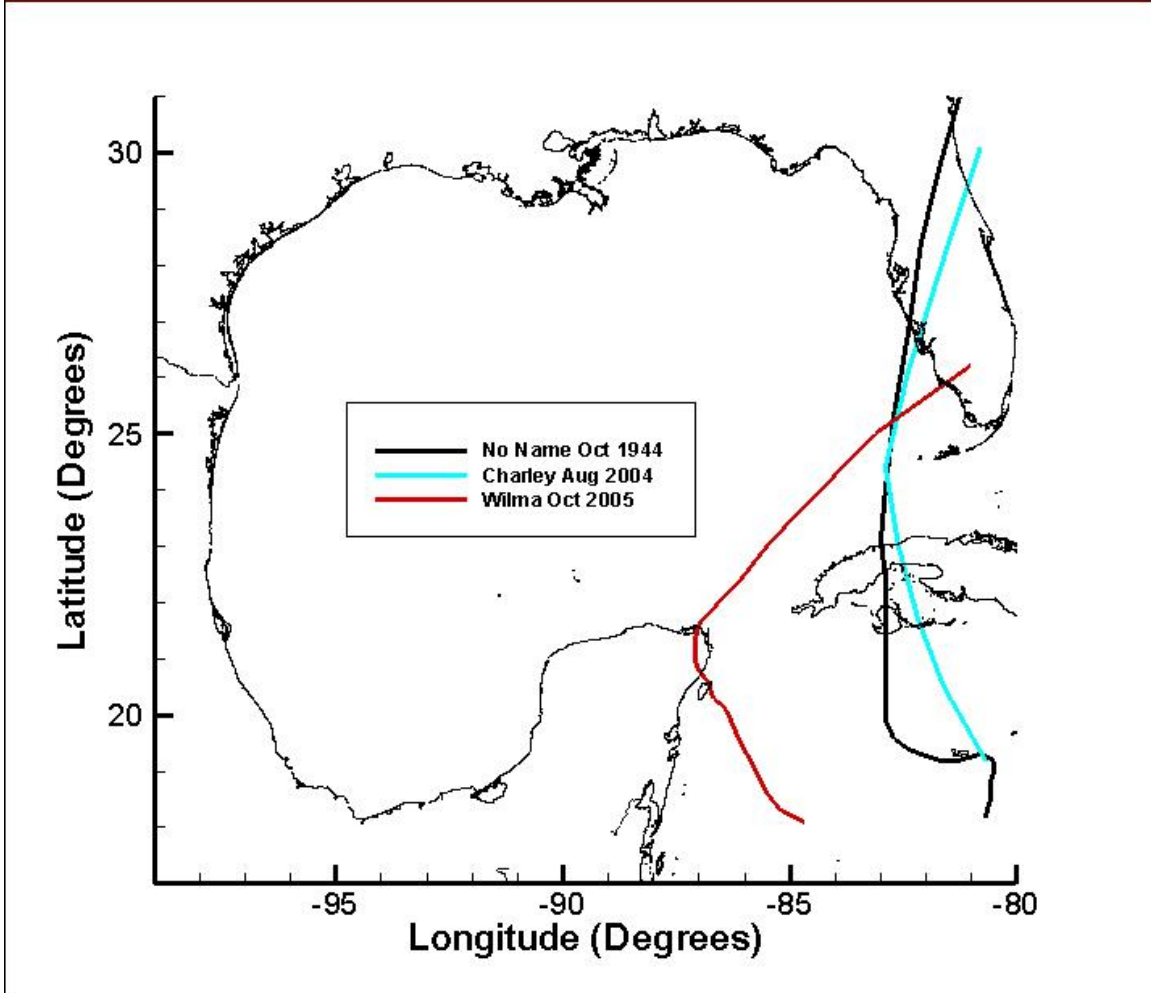 30
25
20
Latitude (Degrees)
No Name Oct 1944
Charley Aug 2004
Wilma Oct 2005
-95
-90
-85
-80
Longitude (Degrees)